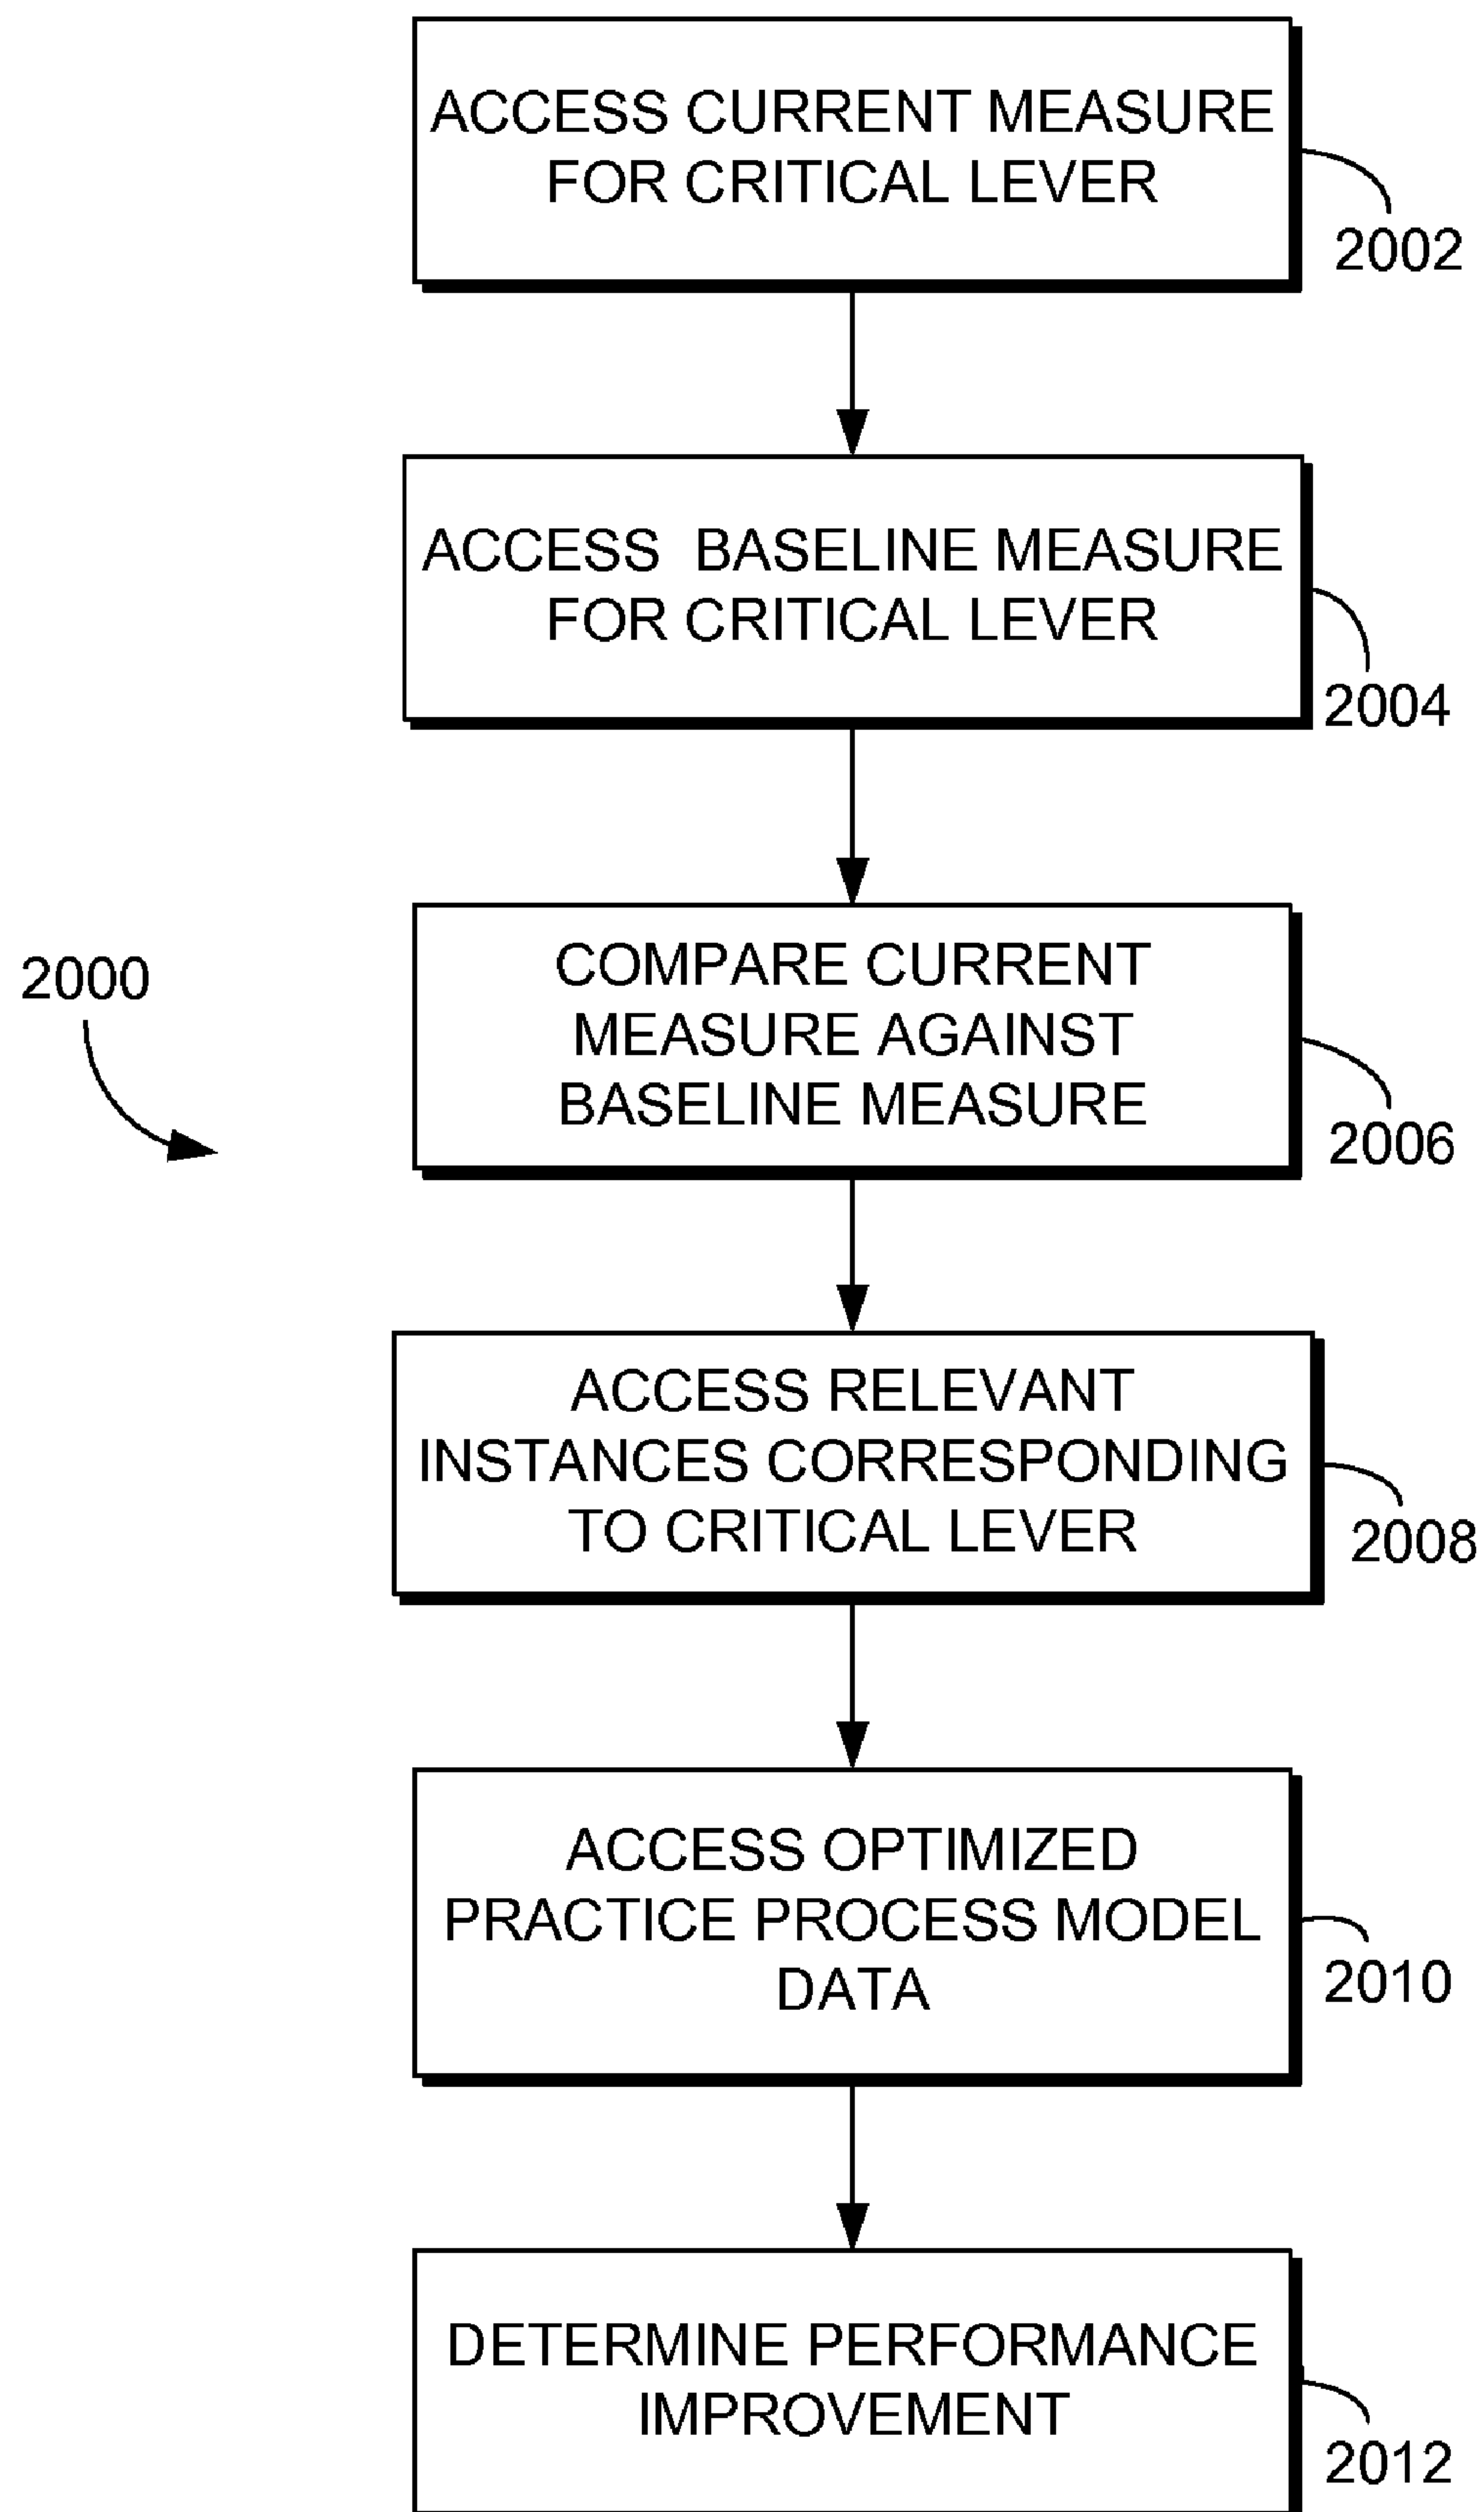 ACCESS CURRENT MEASURE
FOR CRITICAL LEVER
2002
ACCESS BASELINE MEASURE
FOR CRITICAL LEVER
2004
2000
COMPARE CURRENT
MEASURE AGAINST
BASELINE MEASURE
2006
ACCESS RELEVANT
INSTANCES CORRESPONDING
TO CRITICAL LEVER
2008
ACCESS OPTIMIZED
PRACTICE PROCESS MODEL
DATA
2010
DETERMINE PERFORMANCE
IMPROVEMENT
2012